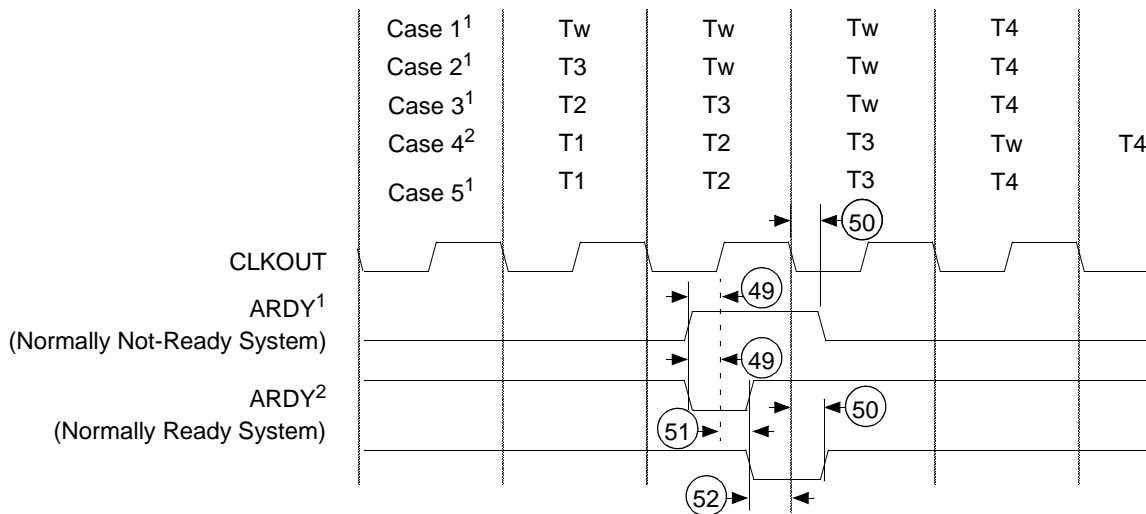 Case 1¹ Tw Tw Tw T4
Case 2¹ T3 Tw Tw T4
Case 3¹ T2 T3 Tw T4
Case 4² T1 T2 T3 Tw T4
Case 5¹ T1 T2 T3 T4
50
CLKOUT
49
ARDY¹
(Normally Not-Ready System)
49
ARDY²
50
(Normally Ready System)
51
52